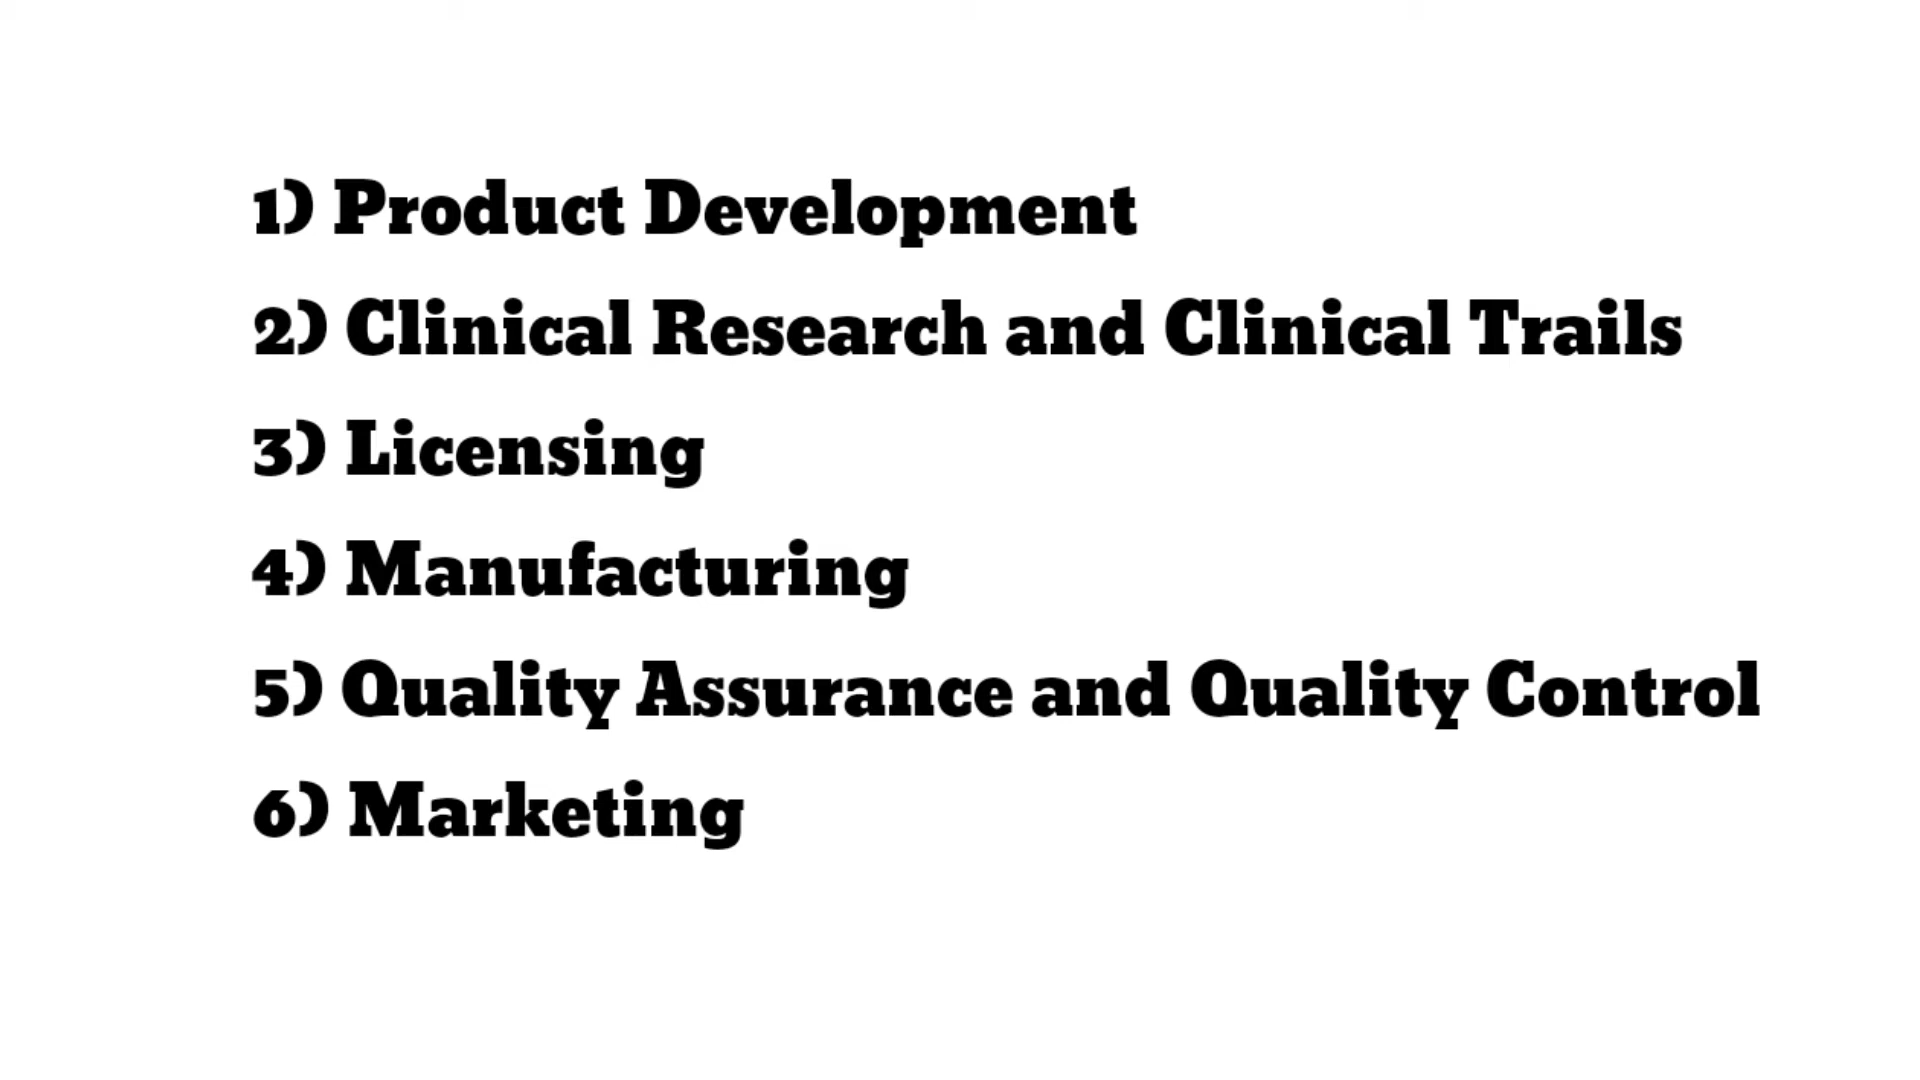 1) Product Development
2) Clinical Research and Clinical Trails
3) Licensing
4) Manufacturing
5) Quality Assurance and Quality Control
6) Marketing